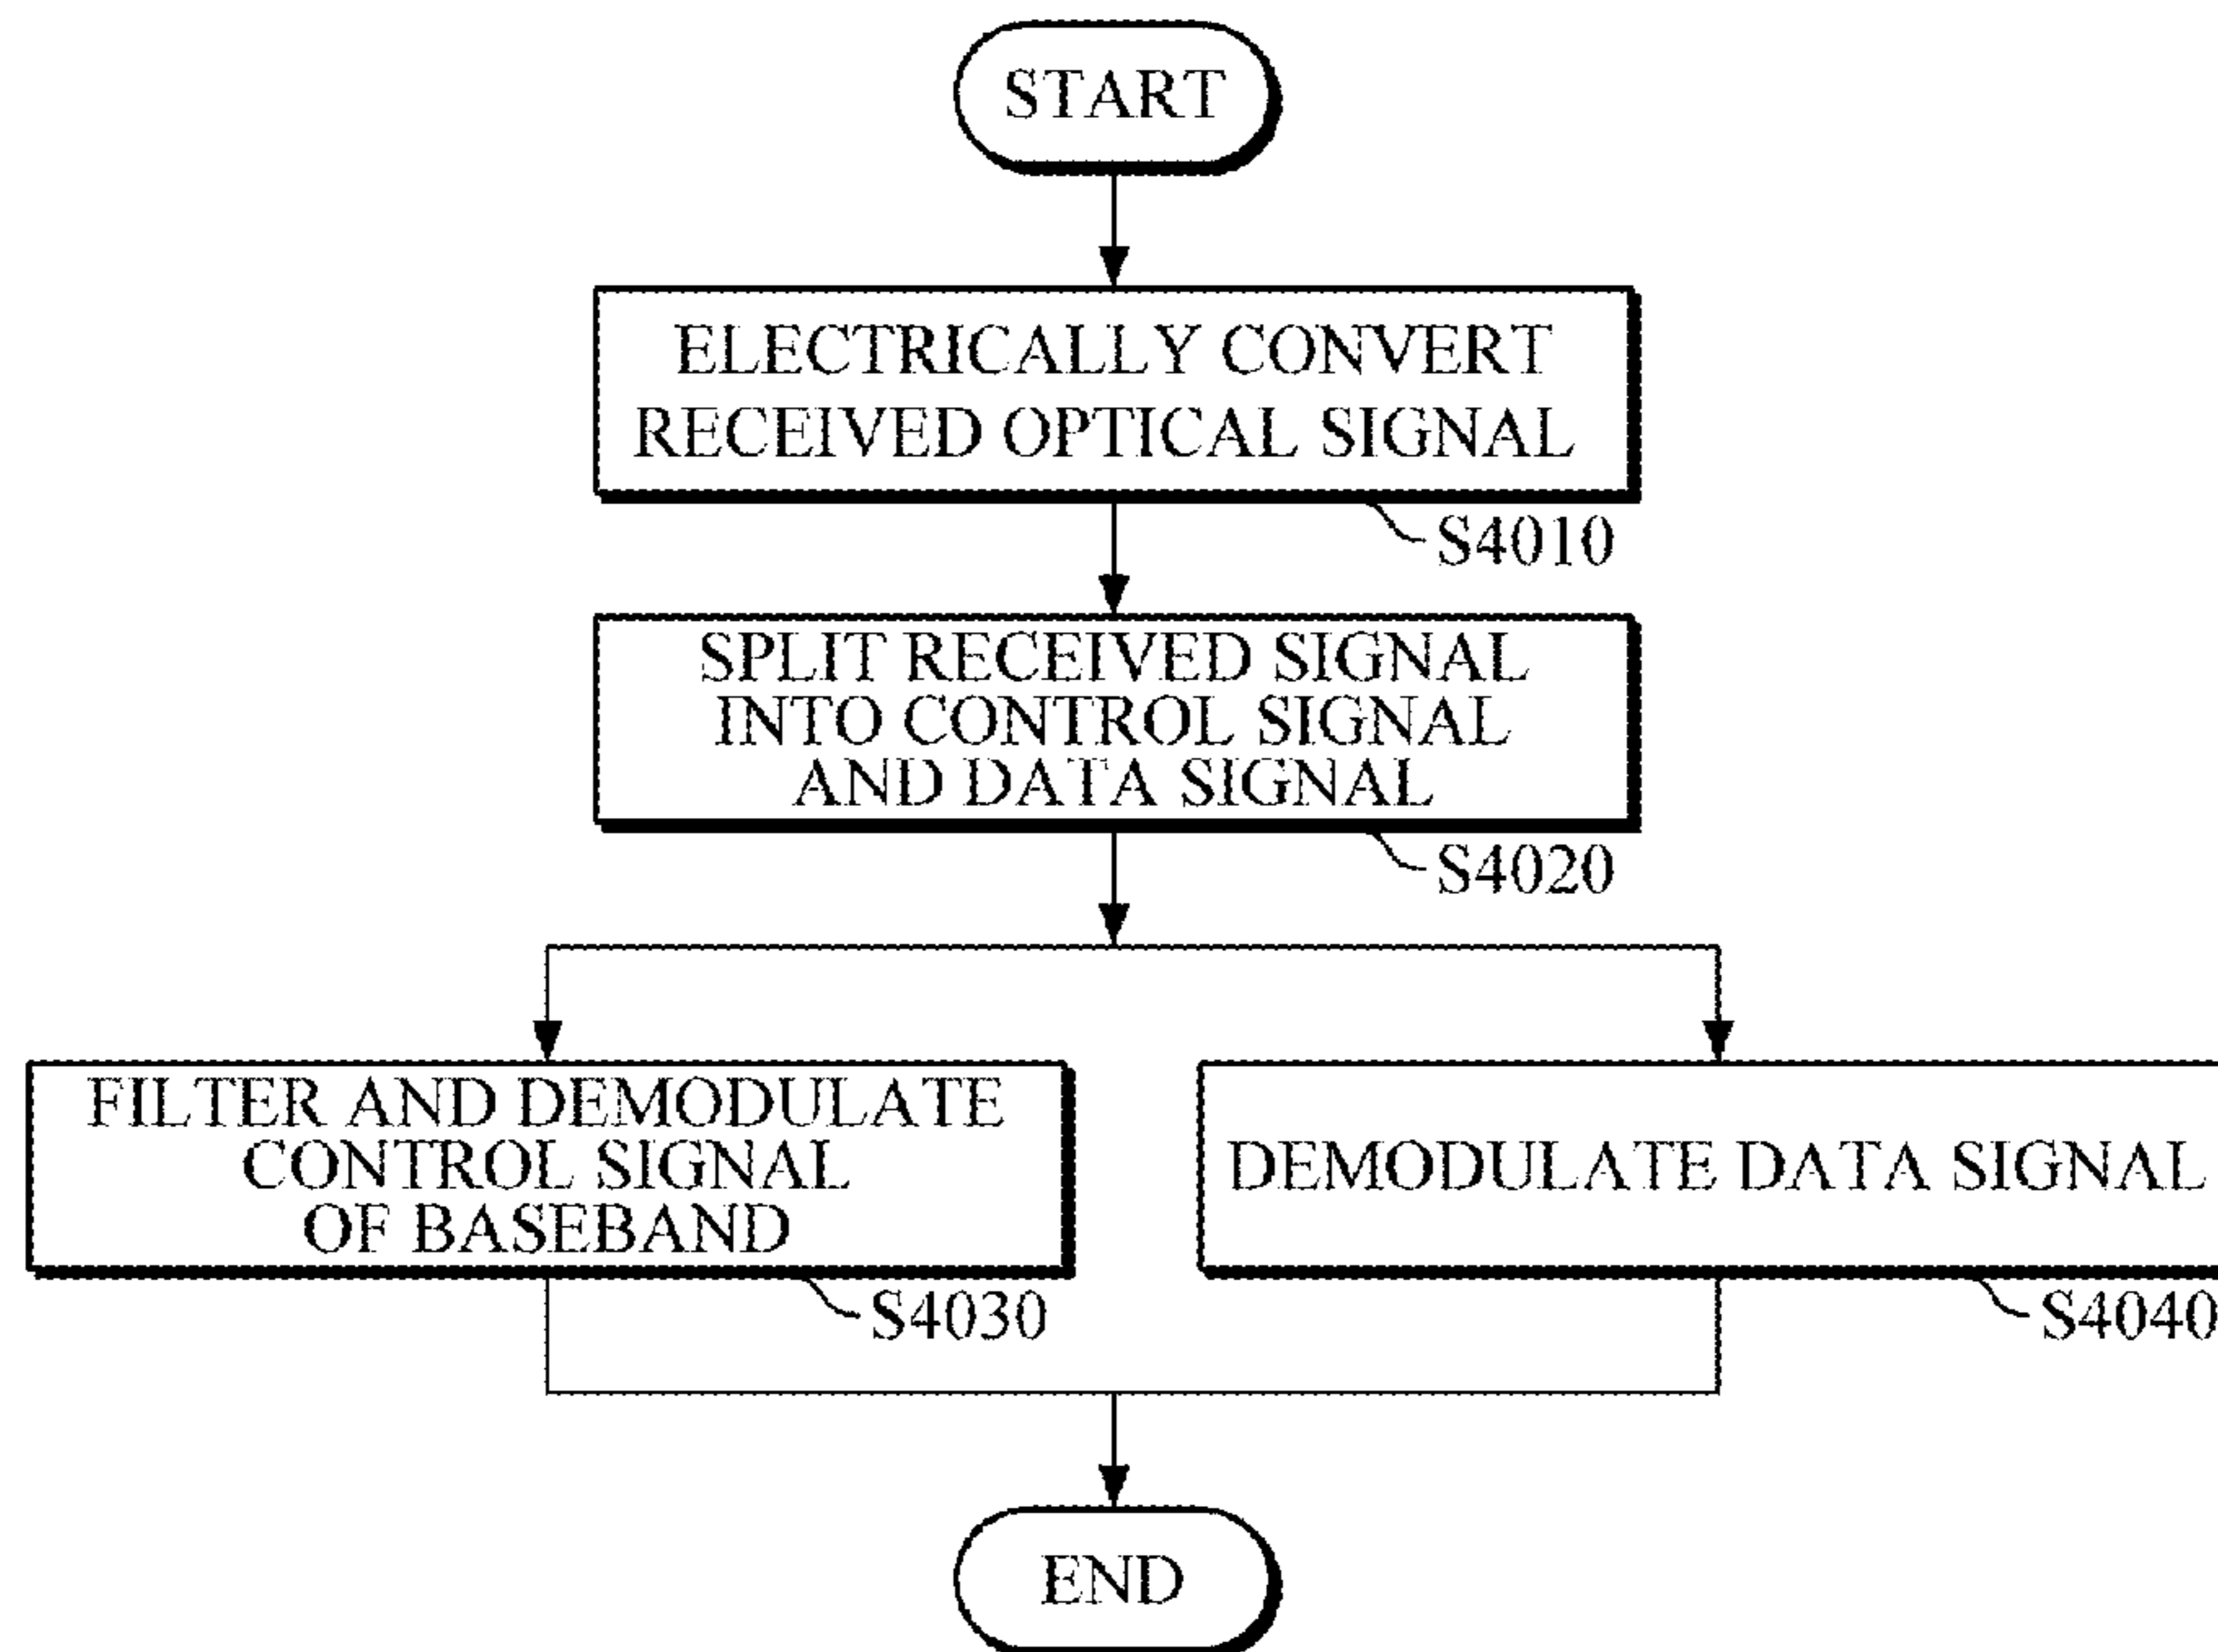 START
ELECTRICALLY CONVERT
RECEIVED OPTICAL SIGNAL
S4010
SPLIT RECEIVED SIGNAL
INTO CONTROL SIGNAL
AND DATA SIGNAL
S4020
FILTER AND DEMODULATE
CONTROL SIGNAL
OF BASEBAND
S4030
DEMODULATE DATA SIGNAL
S4040
END